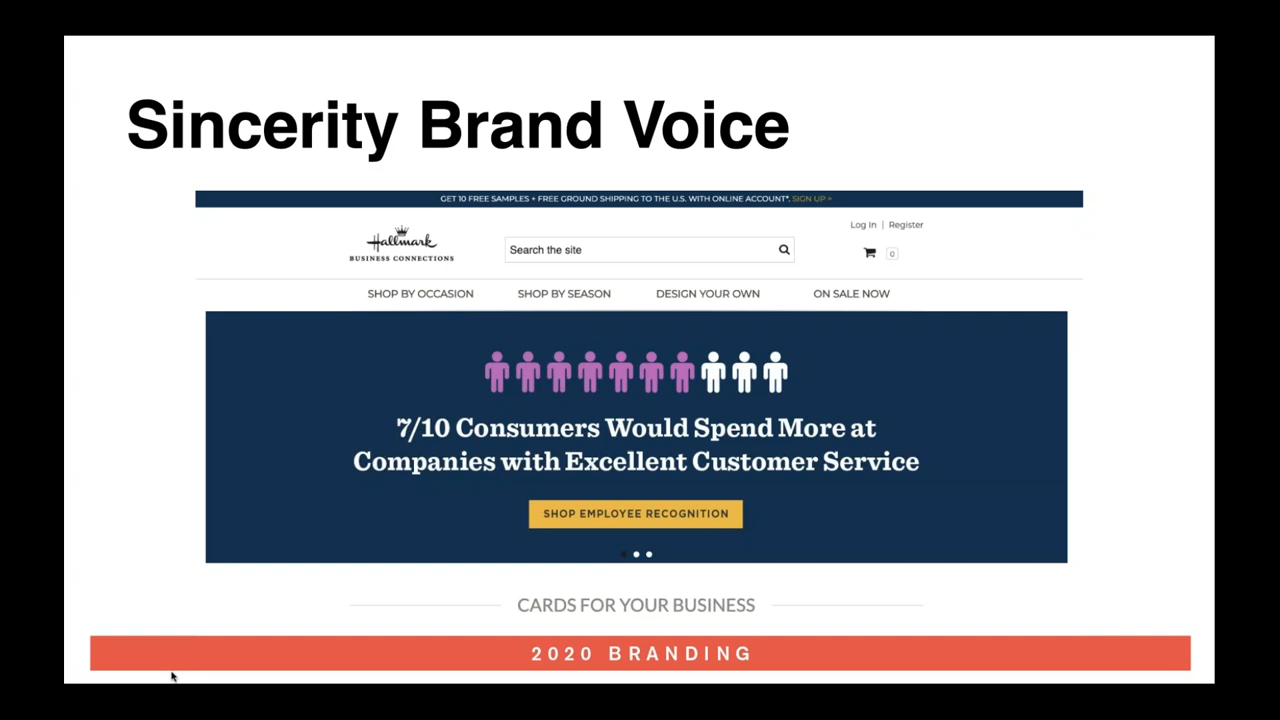 Sincerity Brand Voice
GET 10 FREE SAMPLES + FREE GROUND SHIPPING TO THE U.S. WITH ONLINE ACCOUNT*. SIGN UP >
Log In | Register
Hallmark
BUSINESS CONNECTIONS
Search the site
0
SHOP BY OCCASION SHOP BY SEASON DESIGN YOUR OWN ON SALE NOW
7/10 Consumers Would Spend More at
Companies with Excellent Customer Service
SHOP EMPLOYEE RECOGNITION
CARDS FOR YOUR BUSINESS
2020 BRANDING